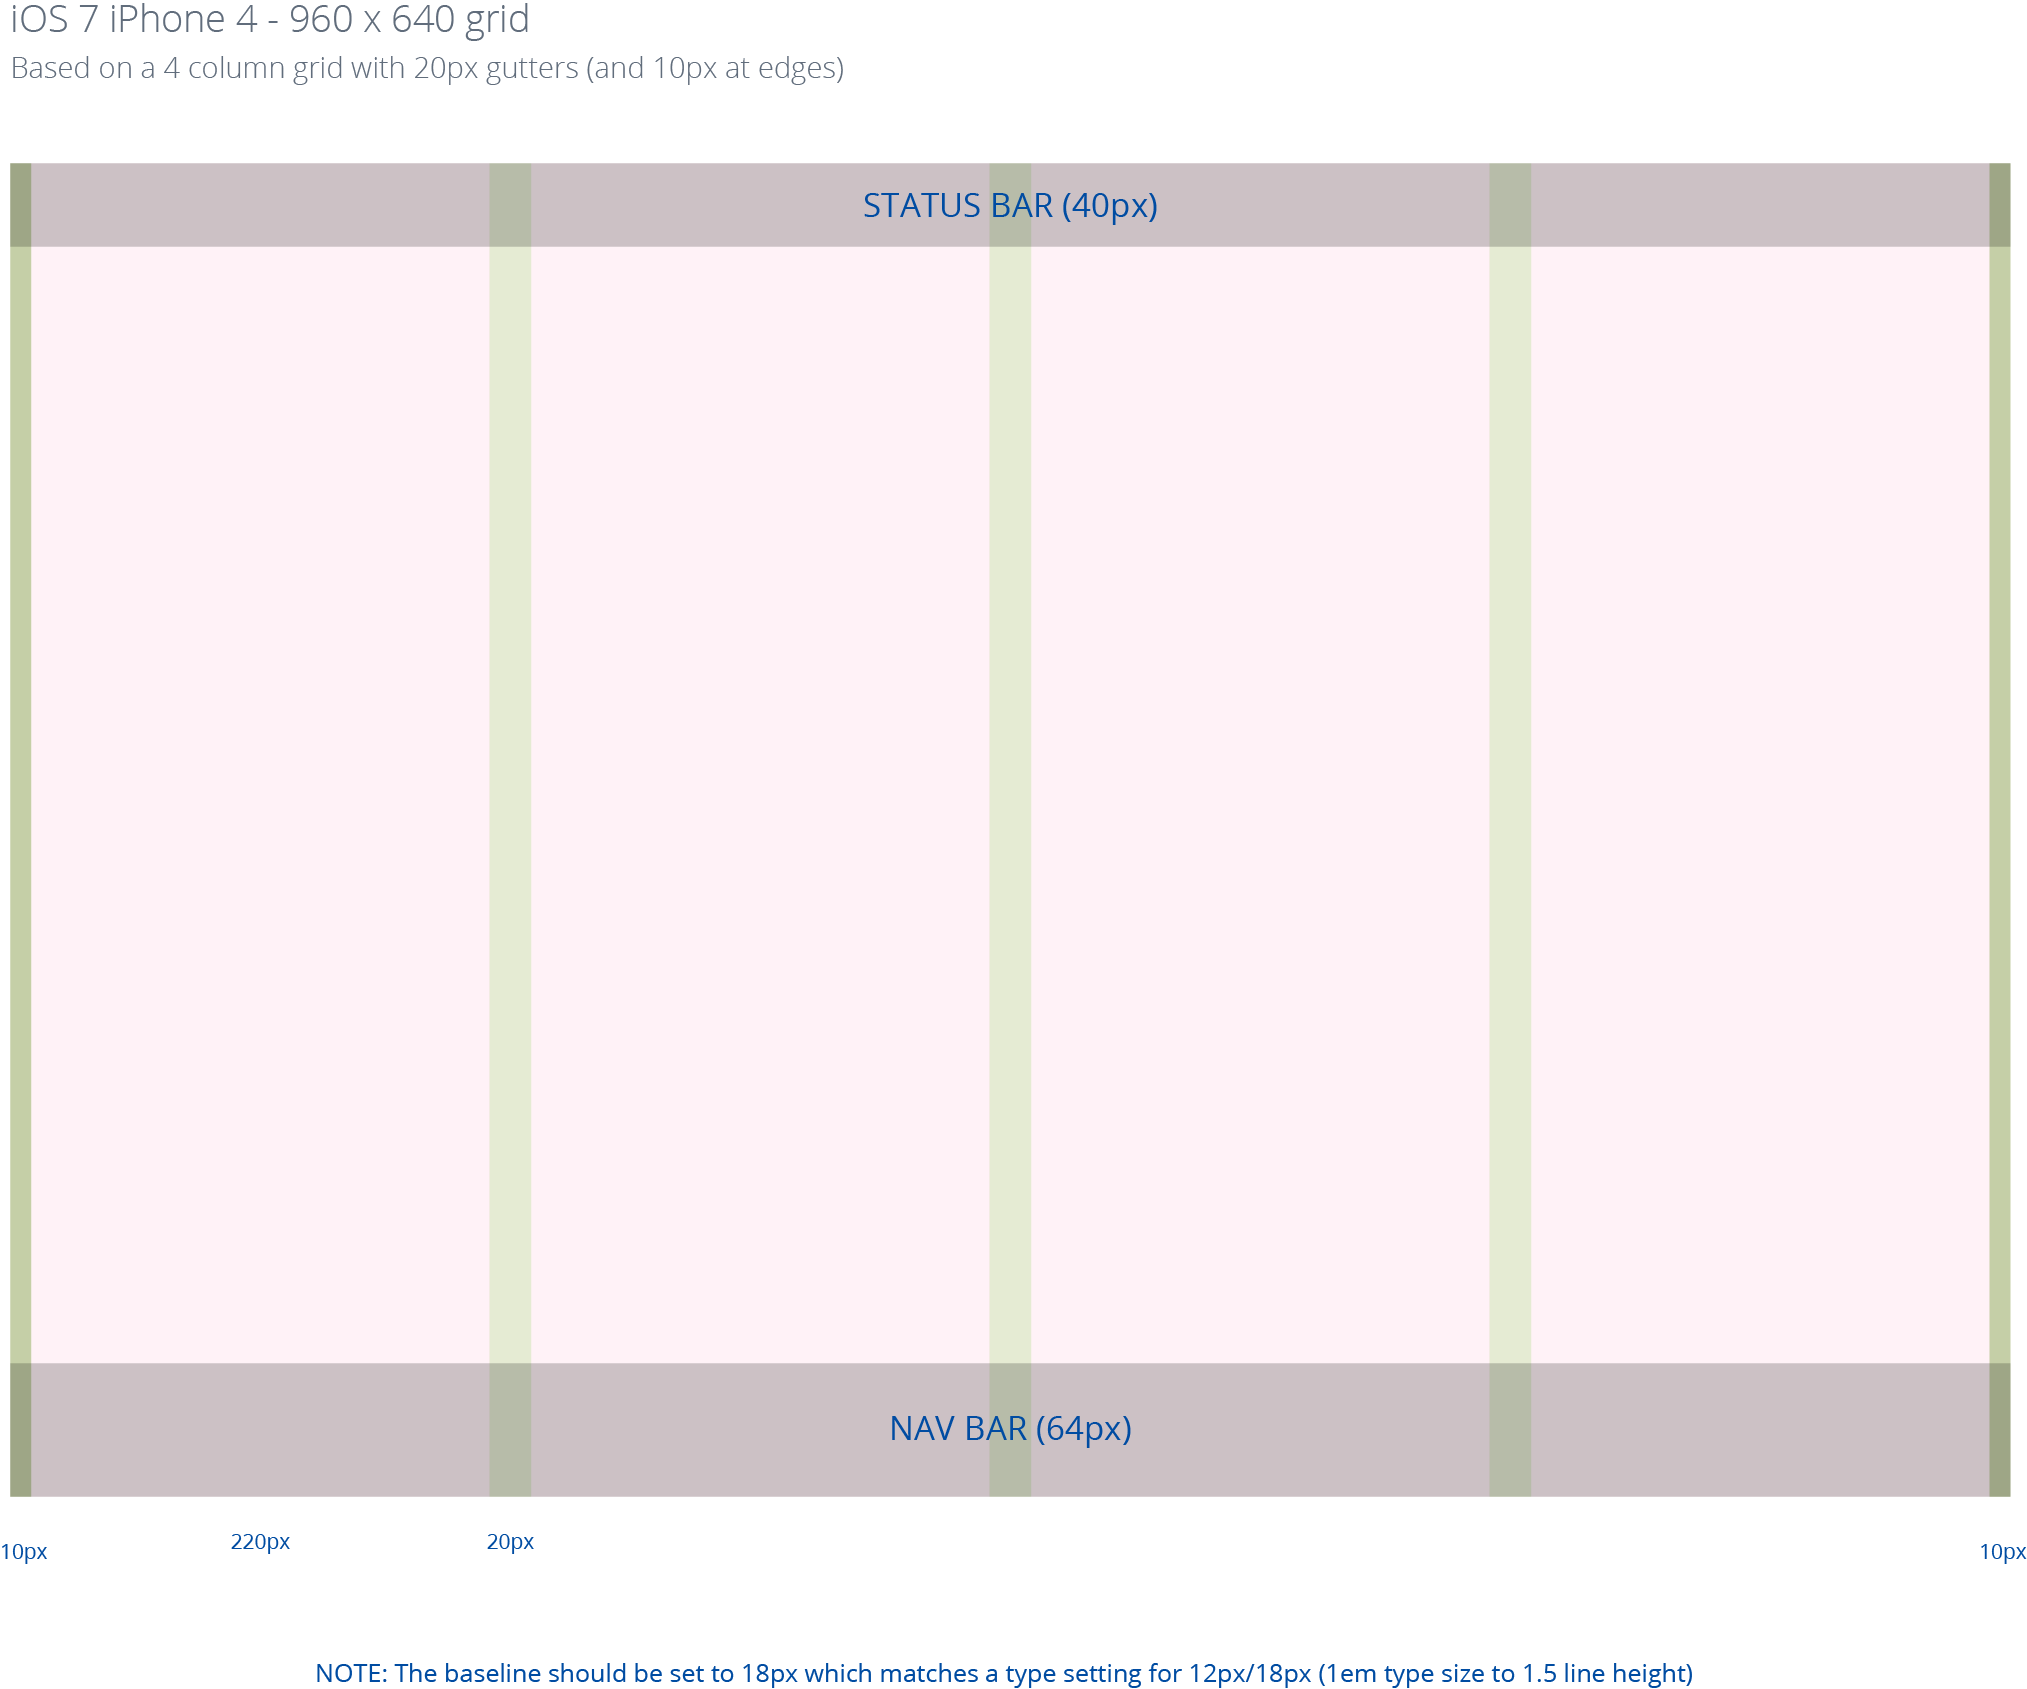 iOS 7 iPhone 4 - 960 x 640 grid
Based on a 4 column grid with 20px gutters (and 10px at edges)
STATUS BAR (40px)
NAV BAR (64px)
10px 220px 20px 10px
NOTE: The baseline should be set to 18px which matches a type setting for 12px/18px (1em type size to 1.5 line height)